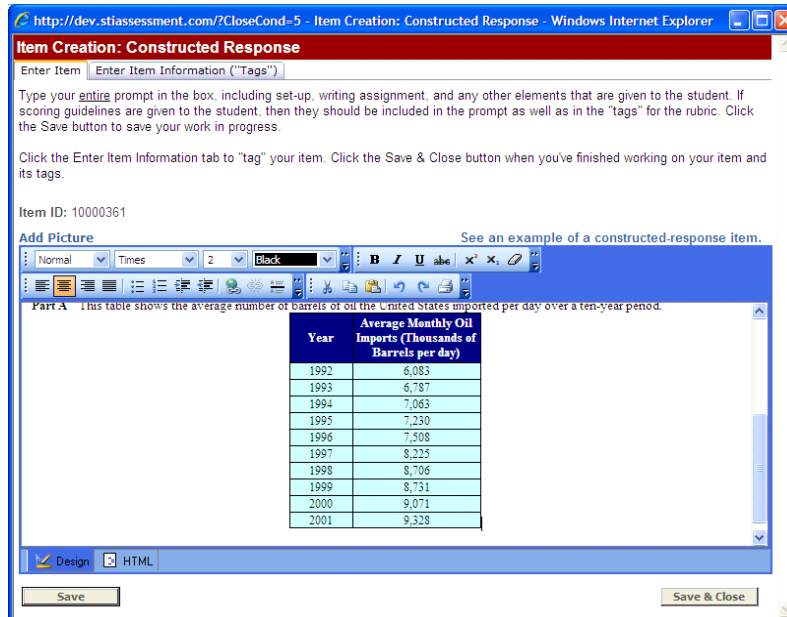 http://dev.stiassessment.com/?CloseCond=5 - Item Creation: Constructed Response - Windows Internet Explorer
Item Creation: Constructed Response
Enter Item Enter Item Information ("Tags")
Type your entire prompt in the box, including set-up, writing assignment, and any other elements that are given to the student. If
scoring guidelines are given to the student, then they should be included in the prompt as well as in the "tags" for the rubric. Click
the Save button to save your work in progress.
Click the Enter Item Information tab to "tag" your item. Click the Save & Close button when you've finished working on your item and
its tags.
Item ID: 10000361
Add Picture See an example of a constructed-response item.
Normal Times 2 Black B I U abc x² x₂
Part A This table shows the average number of barrels of oil the United States imported per day over a ten-year period.
Year Average Monthly Oil
Imports (Thousands of
Barrels per day)
1992 6,083
1993 6,787
1994 7,063
1995 7,230
1996 7,508
1997 8,225
1998 8,706
1999 8,731
2000 9,071
2001 9,328
Design HTML
Save Save & Close